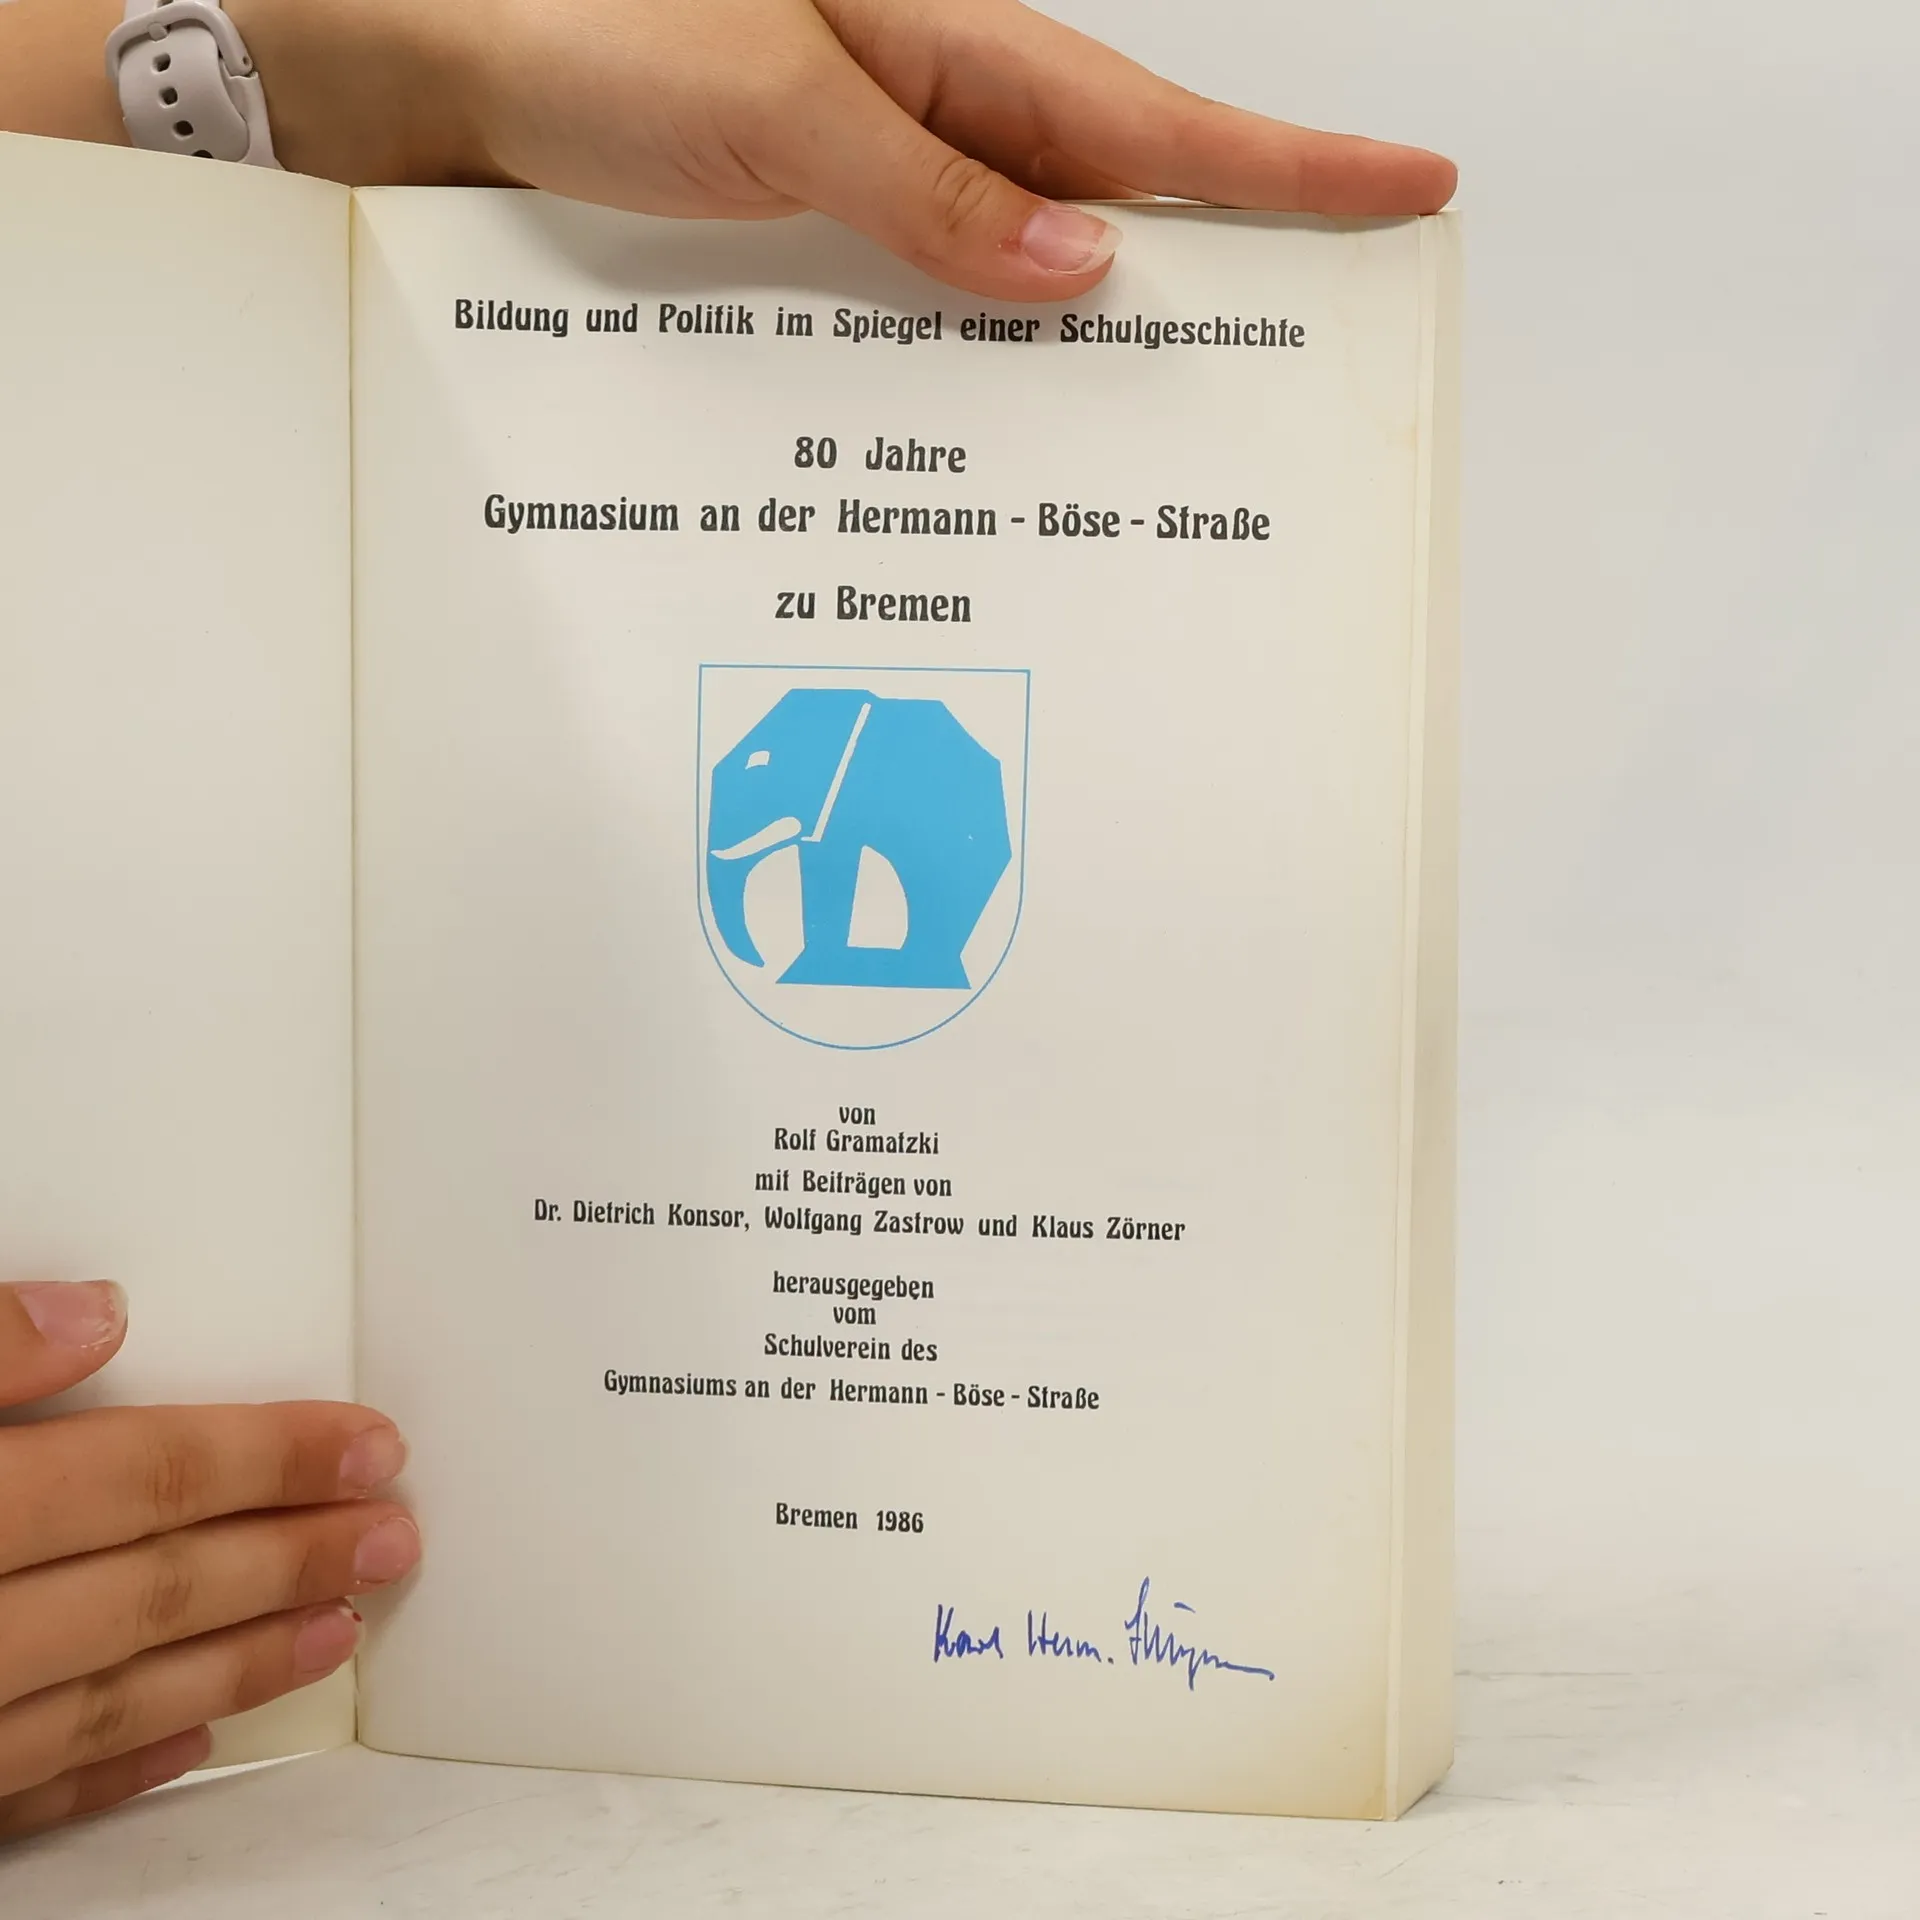 Bildung und Politik im Spiegel einer Schulgeschichte
80 Jahre
Gymnasium an der Hermann - Böse - Straße
zu Bremen
von
Rolf Gramatzki
mit Beiträgen von
Dr. Dietrich Konsor, Wolfgang Zastrow und Klaus Zörner
herausgegeben
vom
Schulverein des
Gymnasiums an der Hermann - Böse - Straße
Bremen 1986
Karl Herm.